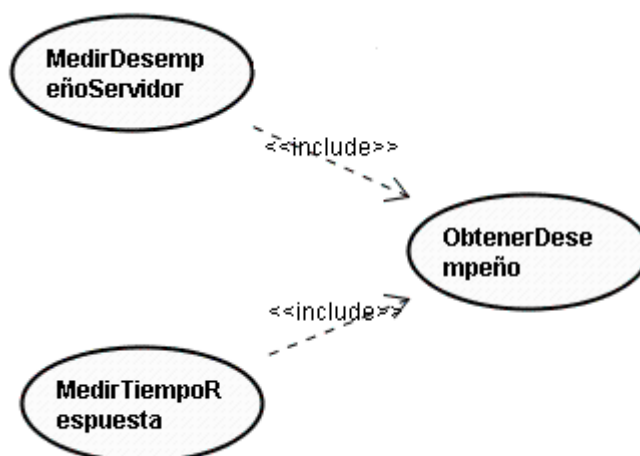 MedirDesemp
eñoServidor
<<include>>
ObtenerDese
mpeño
<<include>>
MedirTiempoR
espuesta